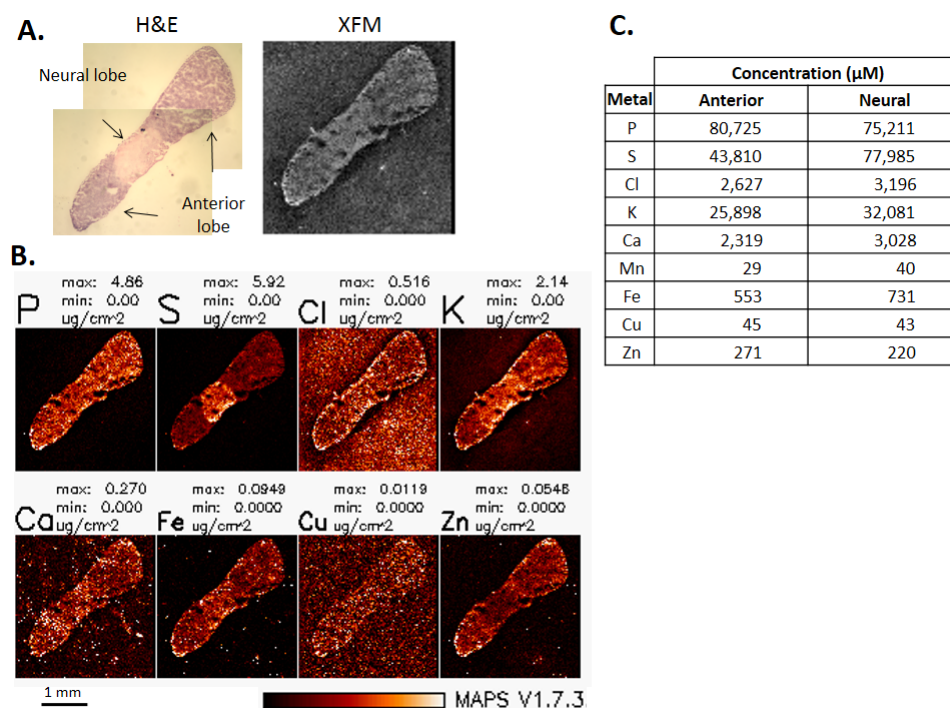 A.
H&E
XFM
Neural lobe
Anterior
lobe
B.
P
max: 4.86
min: 0.00
ug/cm^2
S
max: 5.92
min: 0.00
ug/cm^2
Cl
max: 0.516
min: 0.000
ug/cm^2
K
max: 2.14
min: 0.00
ug/cm^2
Ca
max: 0.270
min: 0.000
ug/cm^2
Fe
max: 0.0949
min: 0.0000
ug/cm^2
Cu
max: 0.0119
min: 0.0000
ug/cm^2
Zn
max: 0.0546
min: 0.0000
ug/cm^2
1 mm
MAPS V1.7.3
C.
Concentration (µM)
Metal Anterior Neural
P 80,725 75,211
S 43,810 77,985
Cl 2,627 3,196
K 25,898 32,081
Ca 2,319 3,028
Mn 29 40
Fe 553 731
Cu 45 43
Zn 271 220